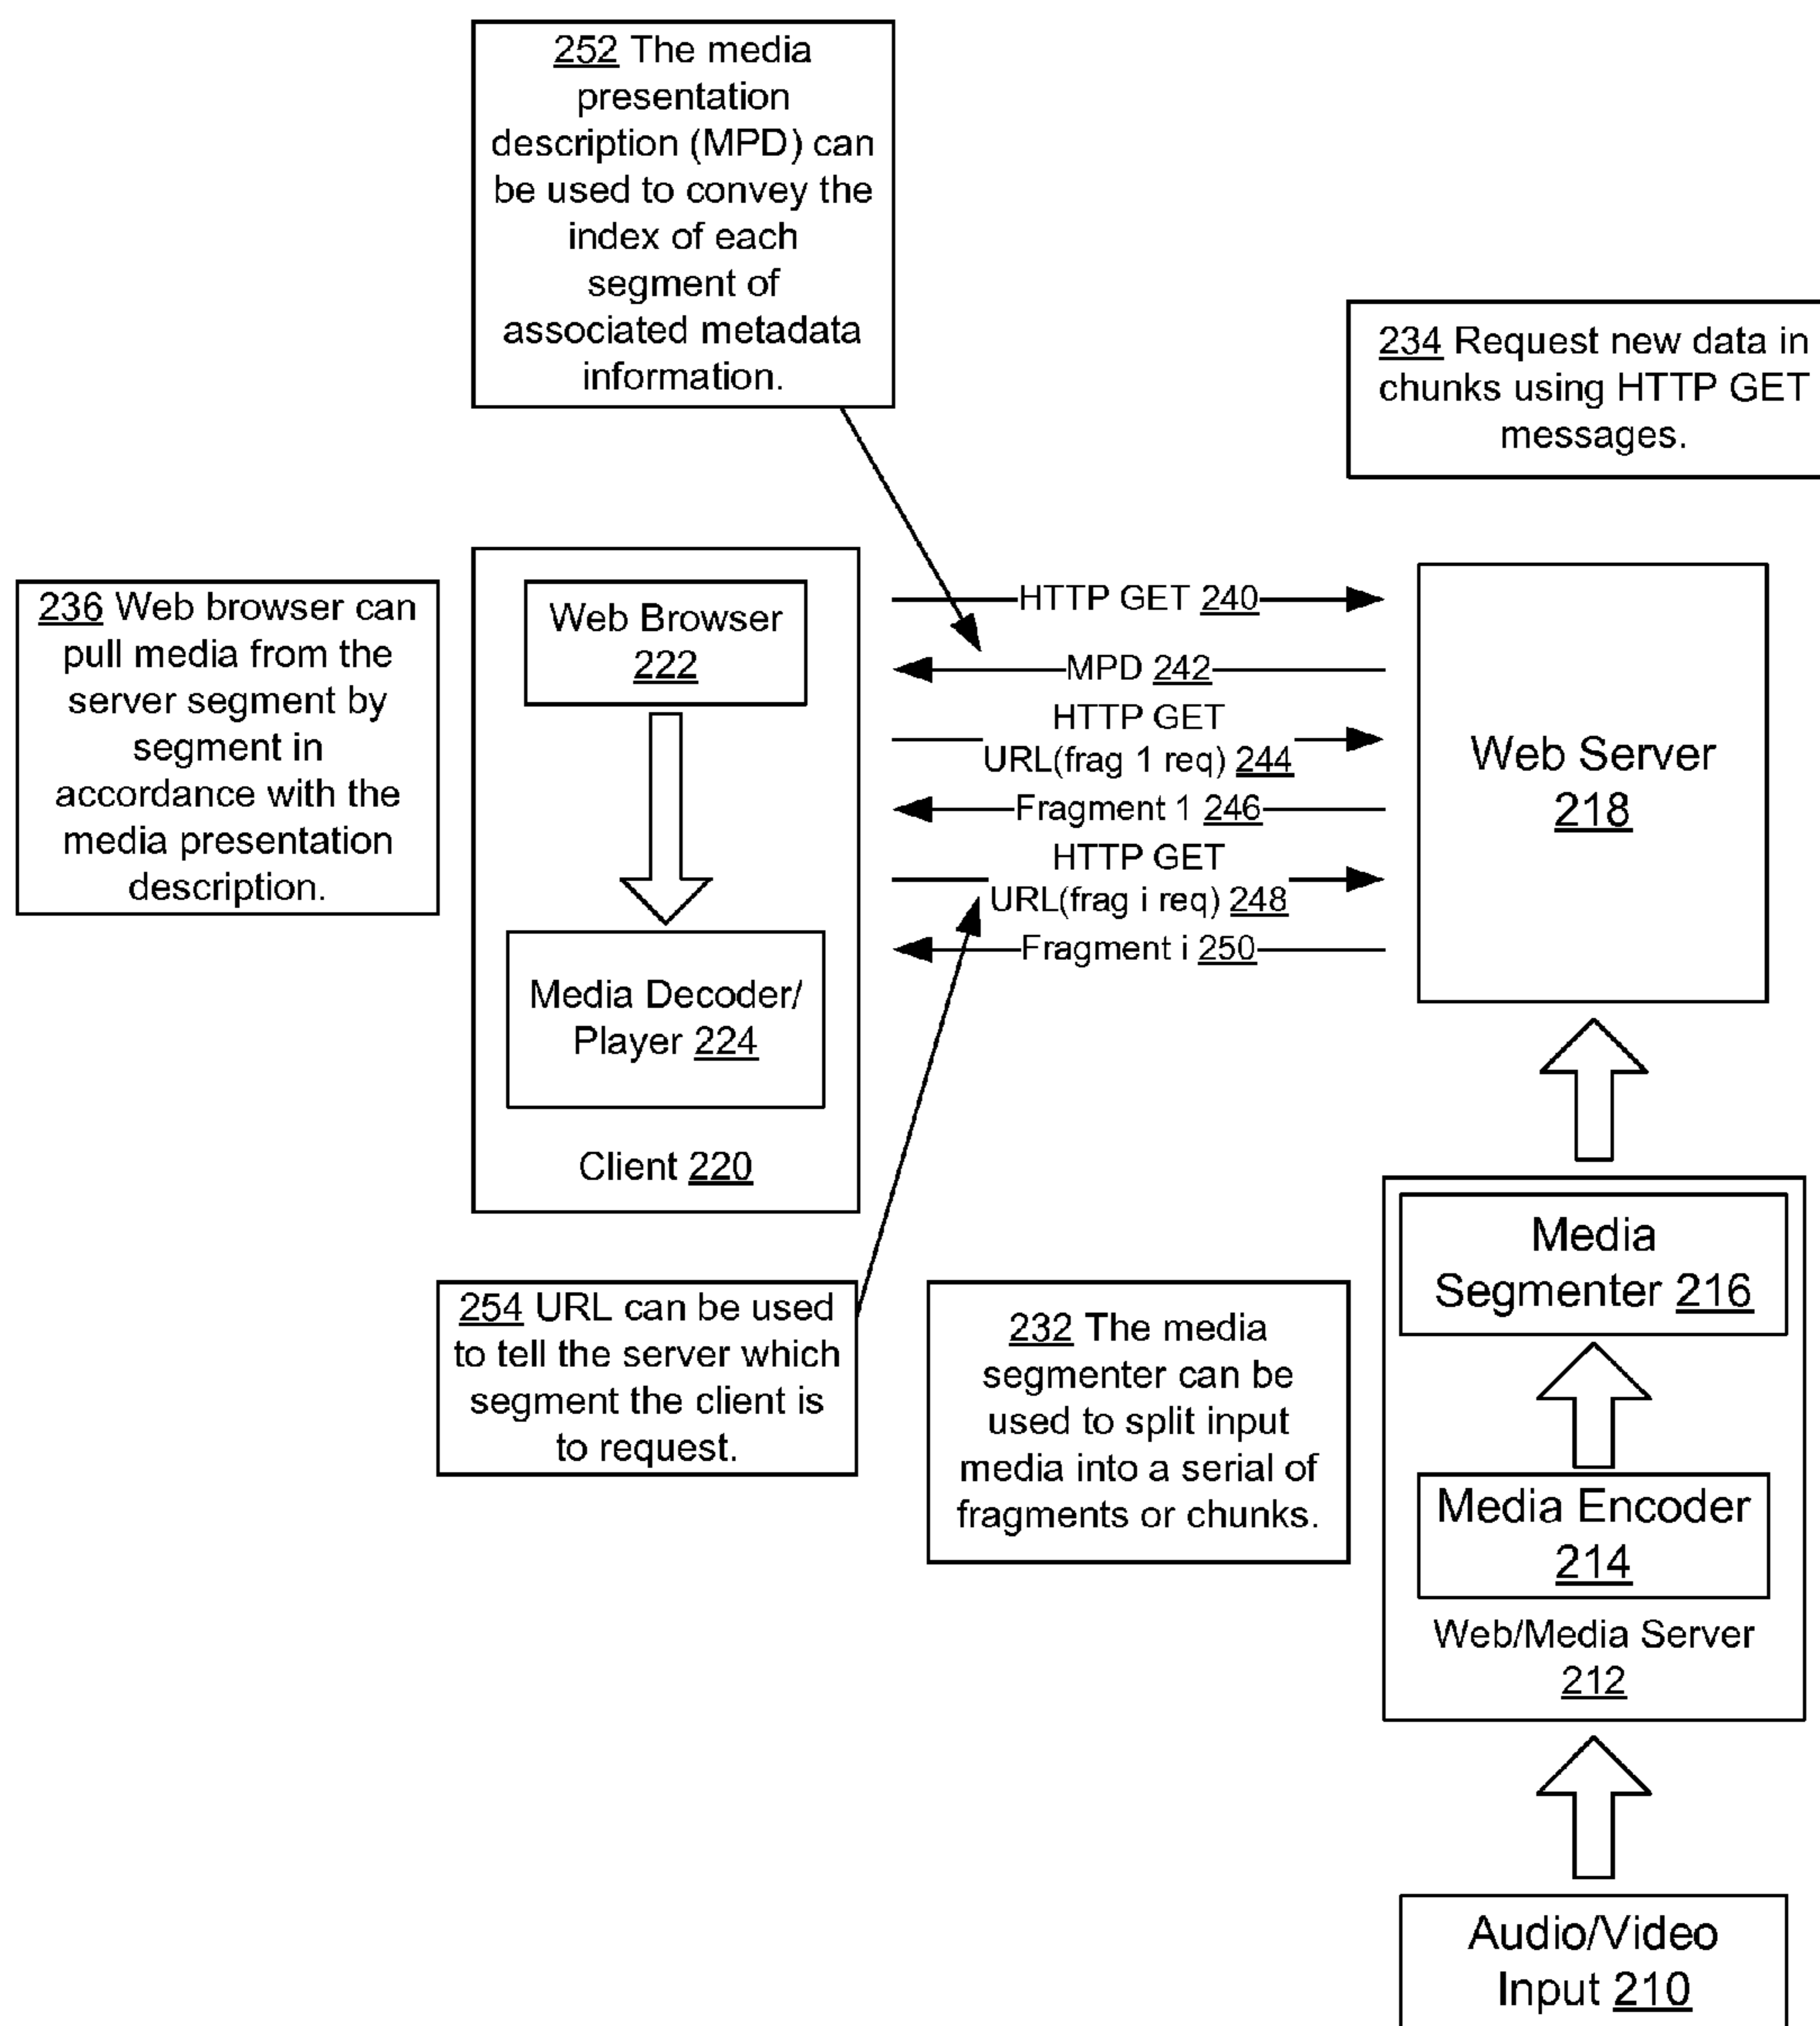 252 The media
presentation
description (MPD) can
be used to convey the
index of each
segment of
associated metadata
information.
234 Request new data in
chunks using HTTP GET
messages.
236 Web browser can
pull media from the
server segment by
segment in
accordance with the
media presentation
description.
Web Browser
222
Media Decoder/
Player 224
Client 220
HTTP GET 240
MPD 242
HTTP GET
URL(frag 1 req) 244
Fragment 1 246
HTTP GET
URL(frag i req) 248
Fragment i 250
Web Server
218
254 URL can be used
to tell the server which
segment the client is
to request.
232 The media
segmenter can be
used to split input
media into a serial of
fragments or chunks.
Media
Segmenter 216
Media Encoder
214
Web/Media Server
212
Audio/Video
Input 210